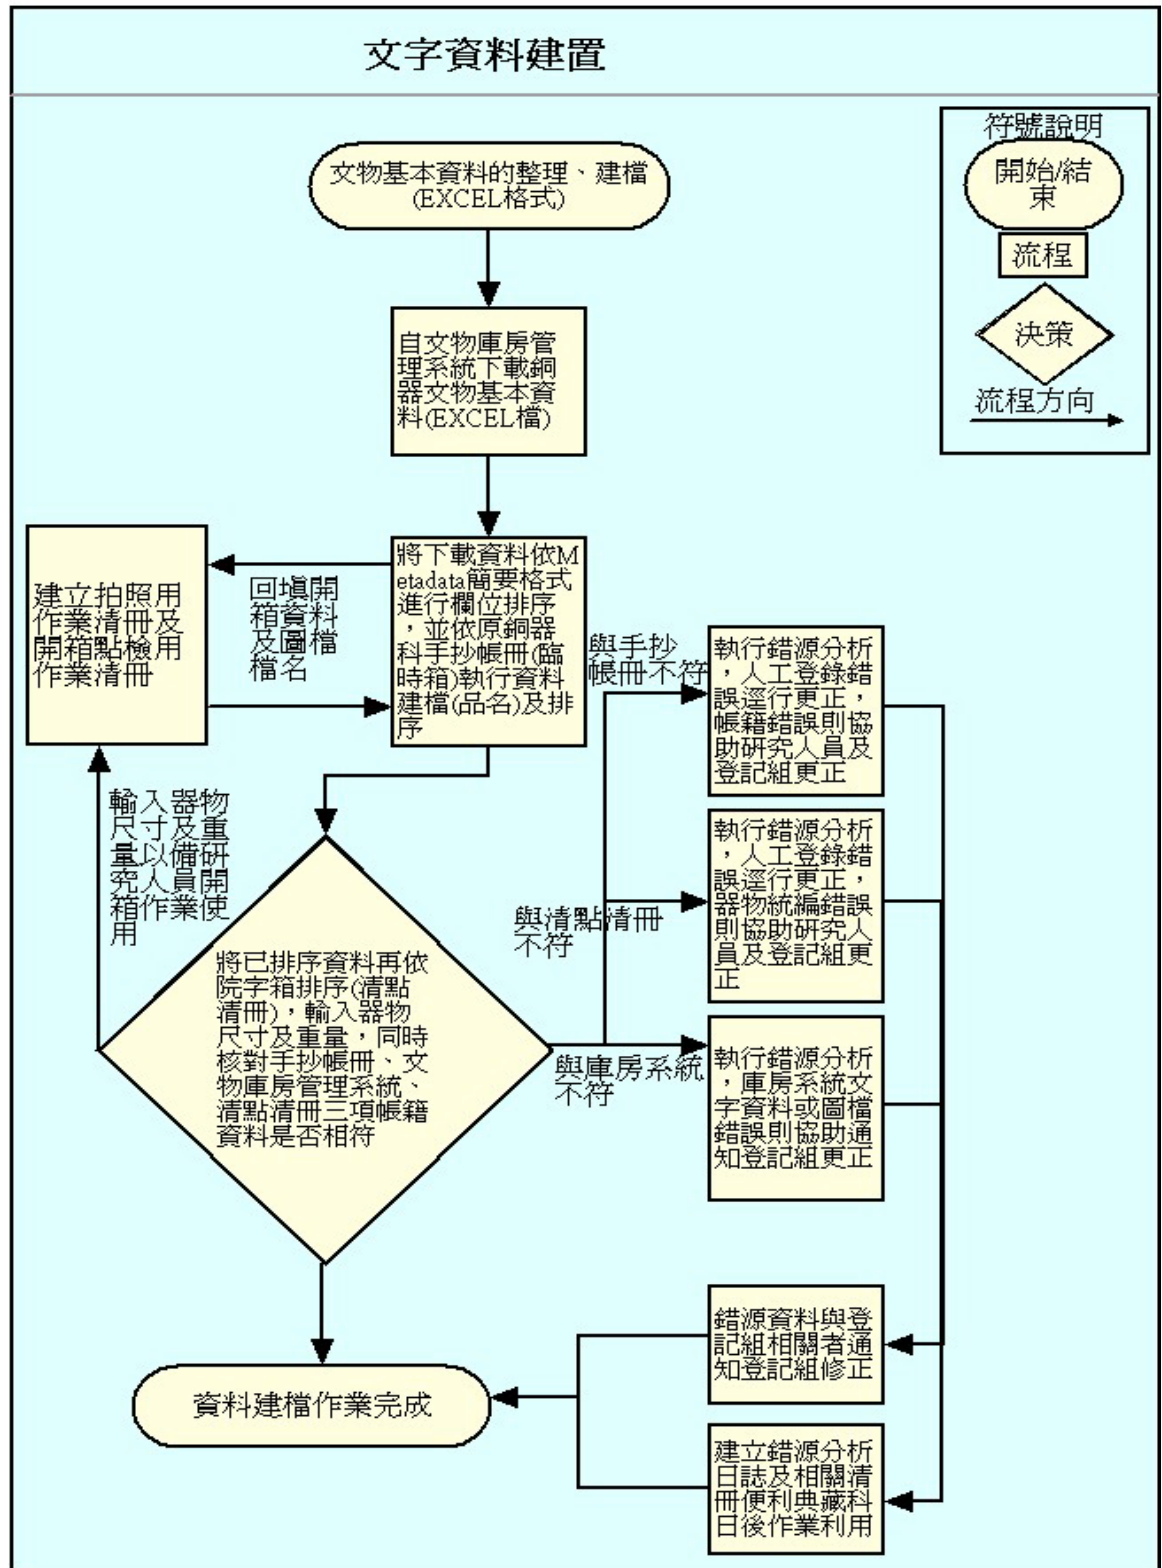 文字資料建置
符號說明
開始/結
束
流程
決策
流程方向
文物基本資料的整理、建檔
(EXCEL格式)
自文物庫房管
理系統下載銅
器文物基本資
料(EXCEL檔)
將下載資料依M
etadata簡要格式
進行欄位排序
，並依原銅器
科手抄帳冊(臨
時箱)執行資料
建檔(品名)及排
序
回填開
箱資料
及圖檔
檔名
建立拍照用
作業清冊及
開箱點檢用
作業清冊
輸入器物
尺寸及重
量以備研
究人員開
箱作業使
用
將已排序資料再依
院字箱排序(清點
清冊)，輸入器物
尺寸及重量，同時
核對手抄帳冊、文
物庫房管理系統、
清點清冊三項帳籍
資料是否相符
與手抄
帳冊不符
執行錯源分析
，人工登錄錯
誤逕行更正，
帳籍錯誤則協
助研究人員及
登記組更正
與清點清冊
不符
執行錯源分析
，人工登錄錯
誤逕行更正，
器物統編錯誤
則協助研究人
員及登記組更
正
與庫房系統
不符
執行錯源分析
，庫房系統文
字資料或圖檔
錯誤則協助通
知登記組更正
錯源資料與登
記組相關者通
知登記組修正
建立錯源分析
日誌及相關清
冊便利典藏科
日後作業利用
資料建檔作業完成